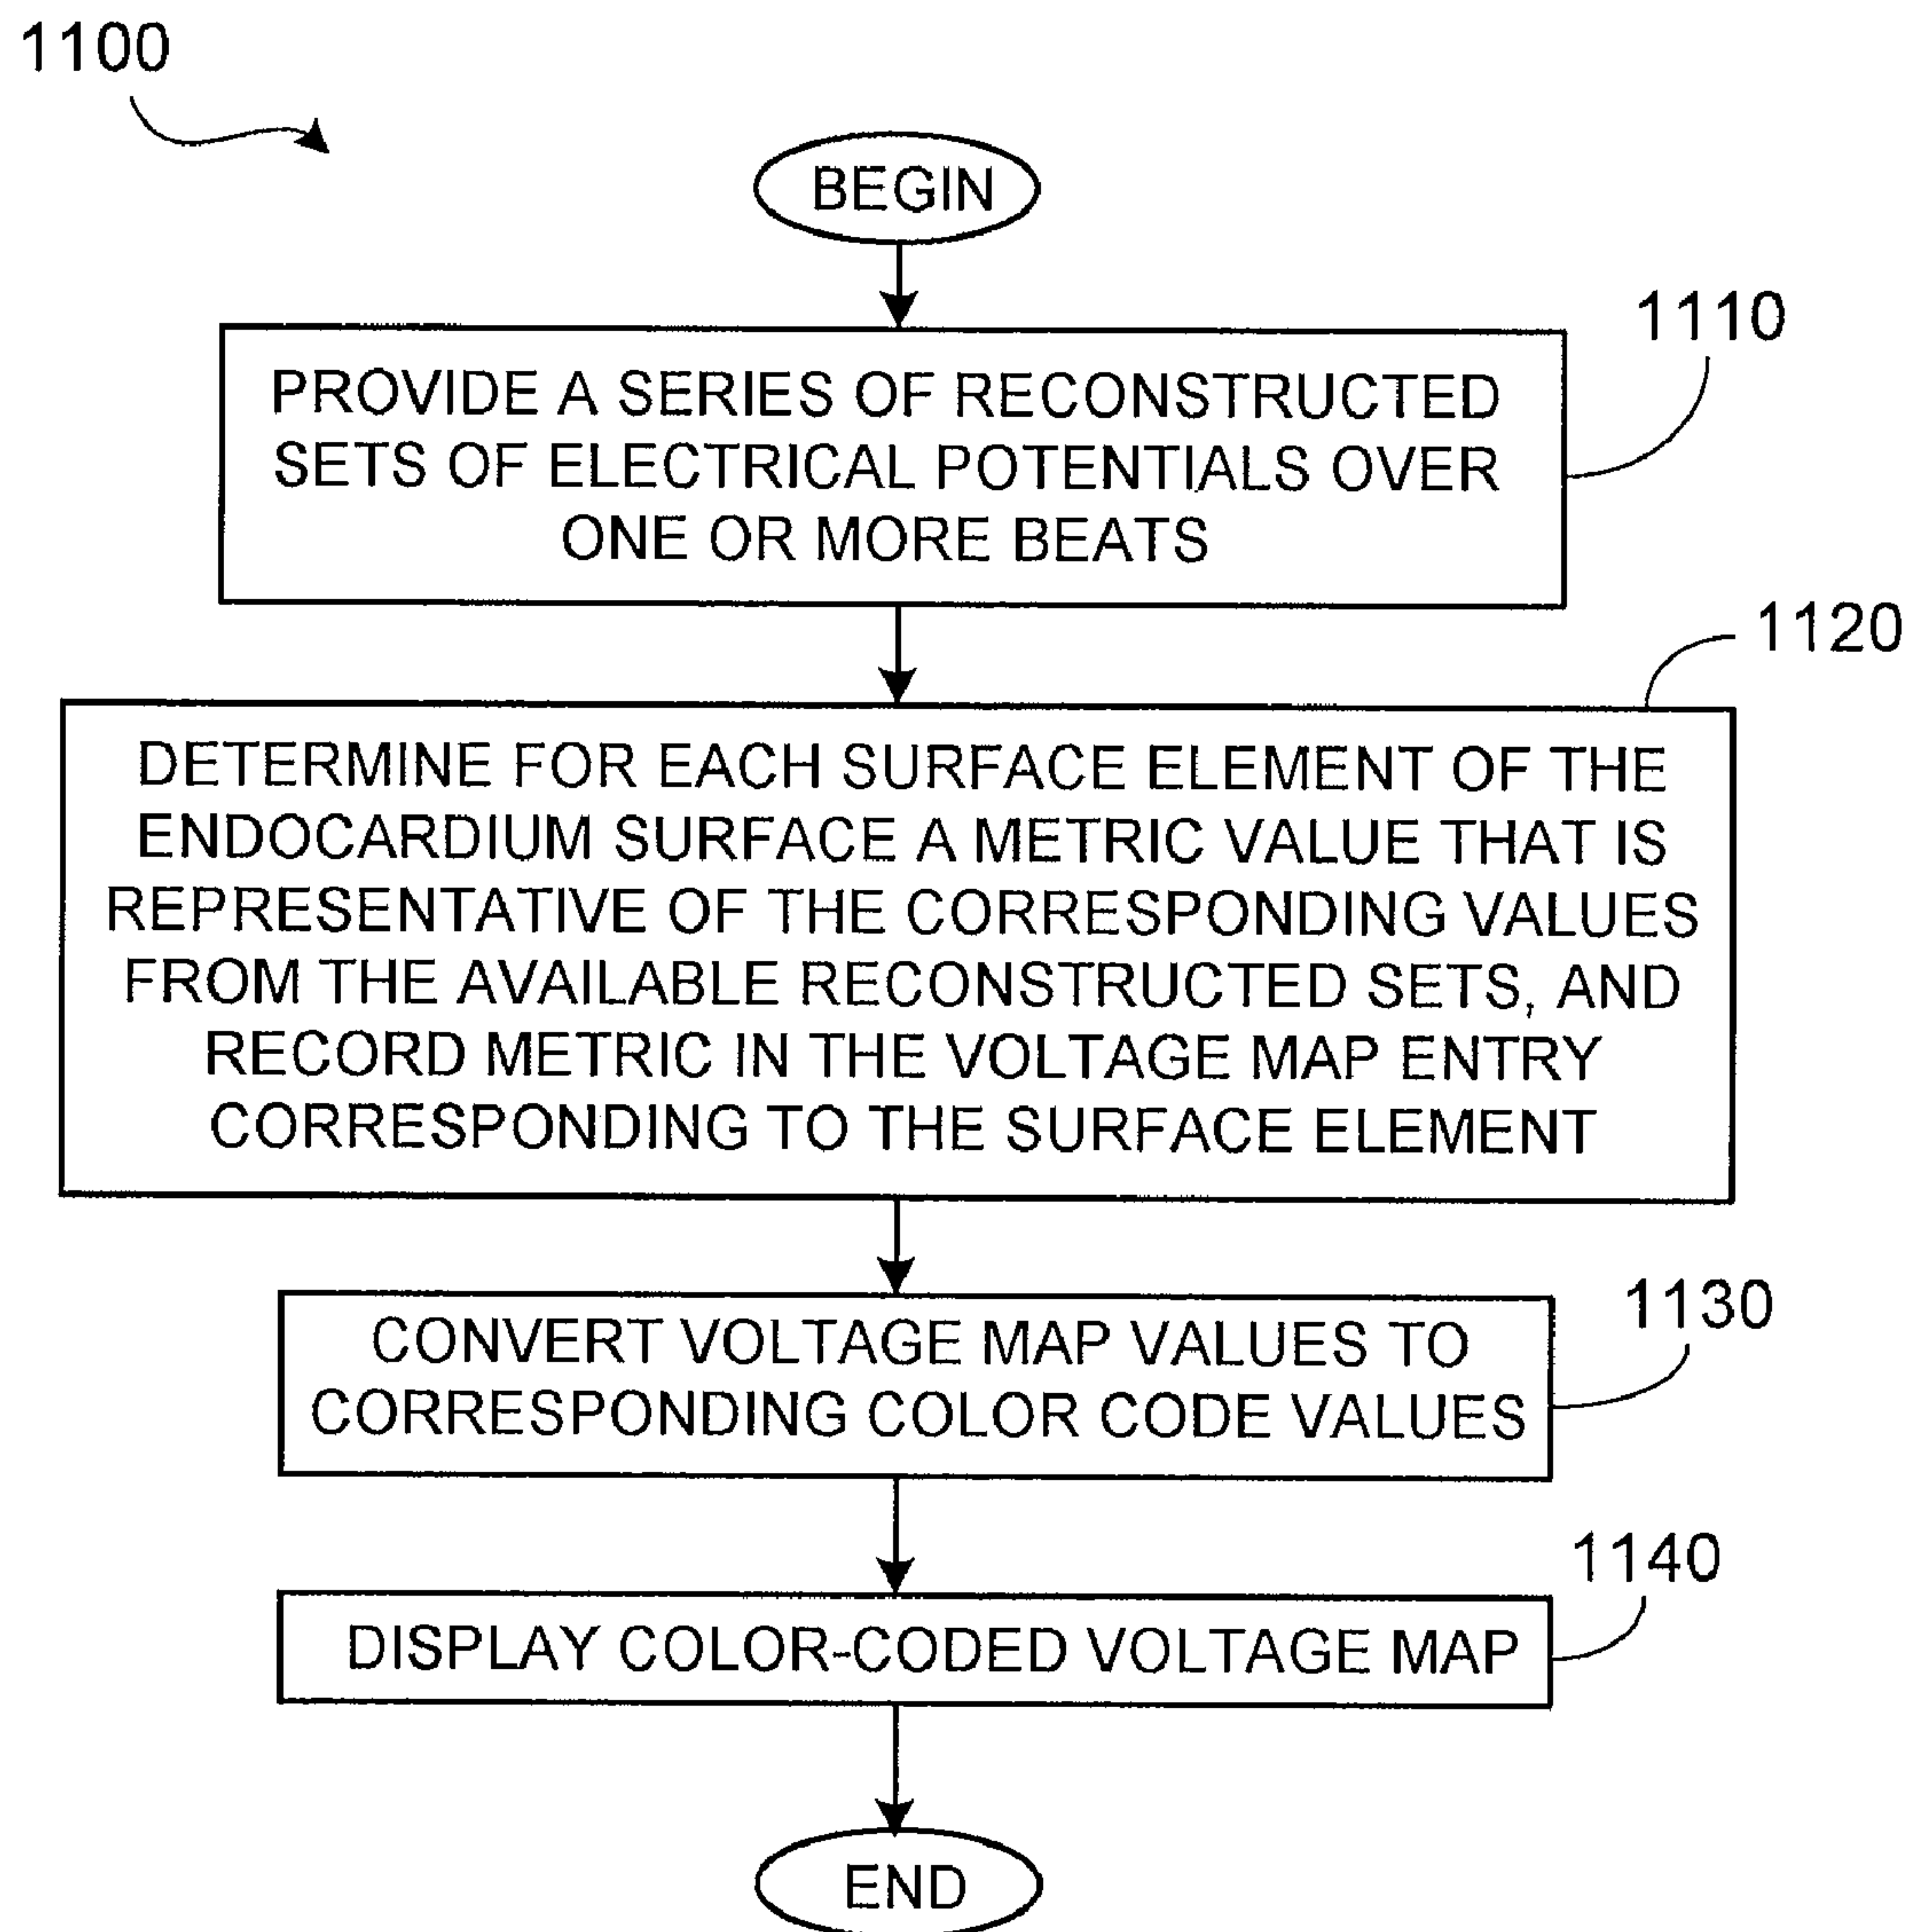 1100
BEGIN
1110
PROVIDE A SERIES OF RECONSTRUCTED
SETS OF ELECTRICAL POTENTIALS OVER
ONE OR MORE BEATS
1120
DETERMINE FOR EACH SURFACE ELEMENT OF THE
ENDOCARDIUM SURFACE A METRIC VALUE THAT IS
REPRESENTATIVE OF THE CORRESPONDING VALUES
FROM THE AVAILABLE RECONSTRUCTED SETS, AND
RECORD METRIC IN THE VOLTAGE MAP ENTRY
CORRESPONDING TO THE SURFACE ELEMENT
1130
CONVERT VOLTAGE MAP VALUES TO
CORRESPONDING COLOR CODE VALUES
1140
DISPLAY COLOR-CODED VOLTAGE MAP
END